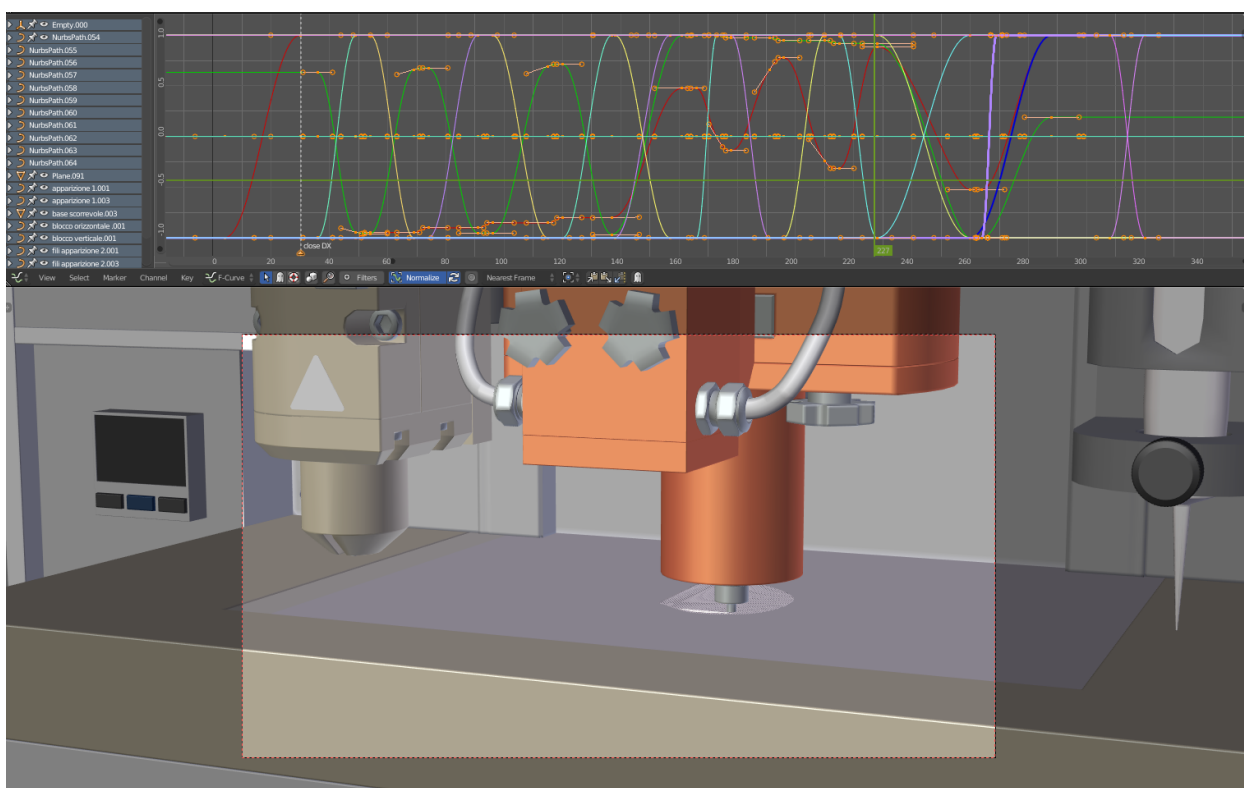 Empty.000
NurbsPath.054
NurbsPath.055
NurbsPath.056
NurbsPath.057
NurbsPath.058
NurbsPath.059
NurbsPath.060
NurbsPath.061
NurbsPath.062
NurbsPath.063
NurbsPath.064
Plane.091
apparizione 1.001
apparizione 1.003
base scorrevole.003
blocco orizzontale .001
blocco verticale.001
fili apparizione 2.001
fili apparizione 2.003
1.0
0.5
0.0
-0.5
-1.0
close DX
0 20 40 60 80 100 120 140 160 180 200 220 227 240 260 280 300 320 340
View Select Marker Channel Key F-Curve Filters Normalize Nearest Frame